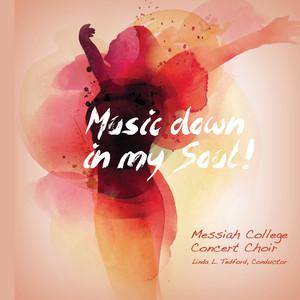 Music down
in my Soul!
Messiah College
Concert Choir
Linda L. Tedford, Conductor